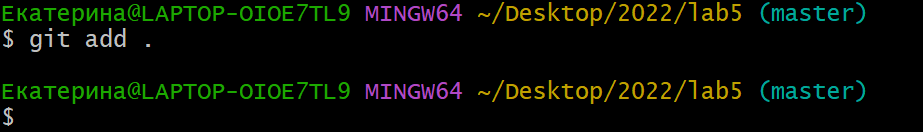 Екатерина@LAPTOP-OIOE7TL9 MINGW64 ~/Desktop/2022/lab5 (master)
$ git add .
Екатерина@LAPTOP-OIOE7TL9 MINGW64 ~/Desktop/2022/lab5 (master)
$